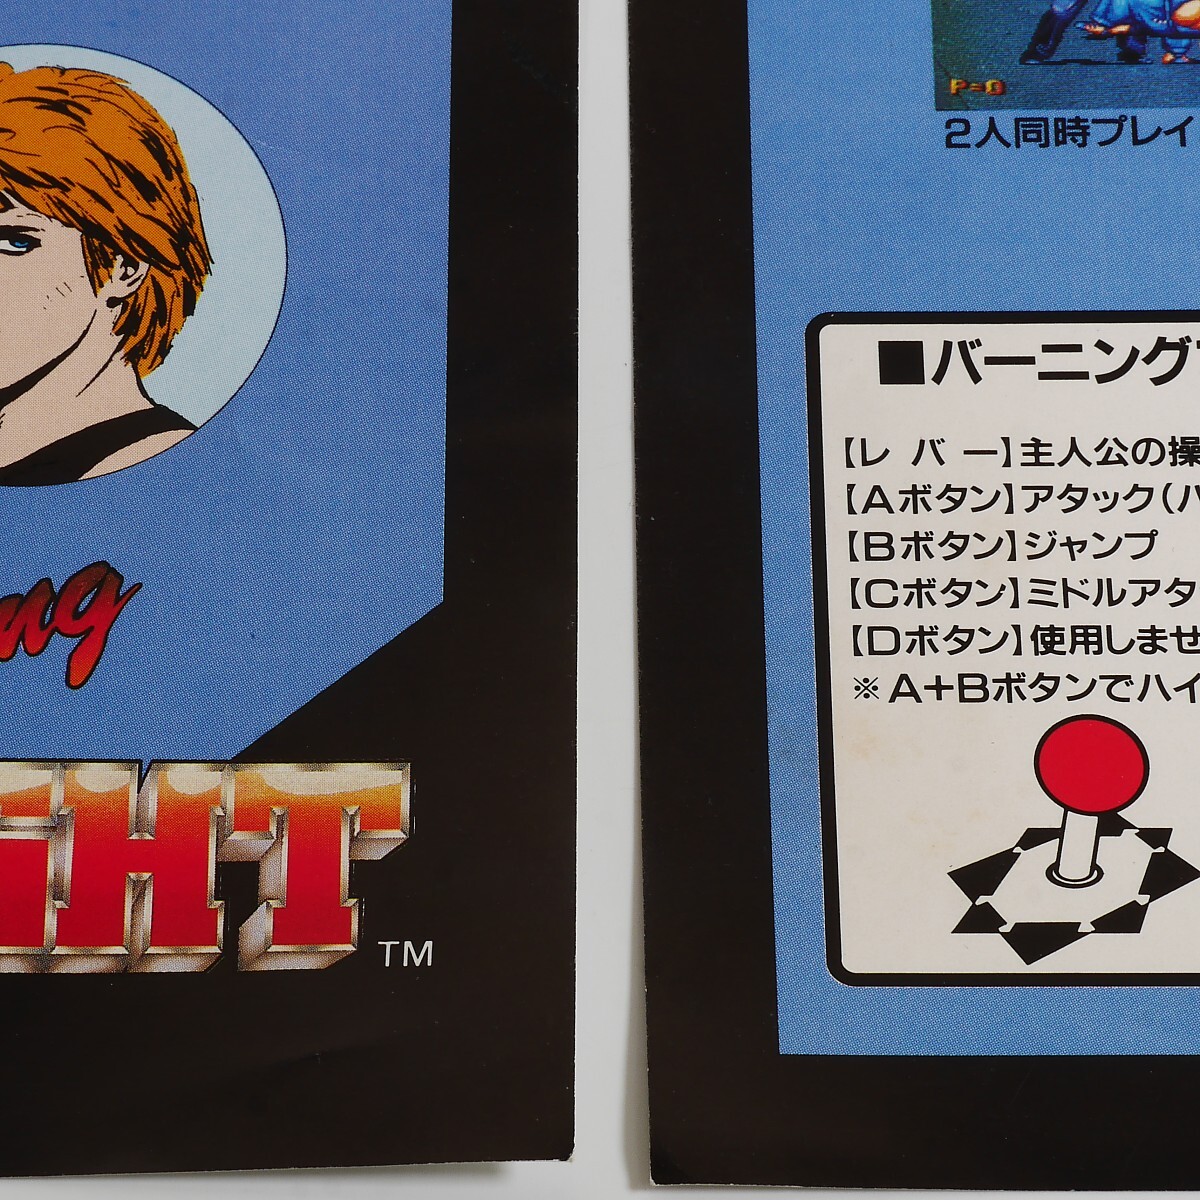 ng
GHT
TM
P=0
2人同時プレイ
■バーニング
【レバー】主人公の操
【Aボタン】アタック(パ
【Bボタン】ジャンプ
【Cボタン】ミドルアタ
【Dボタン】使用しませ
※A+Bボタンでハイ